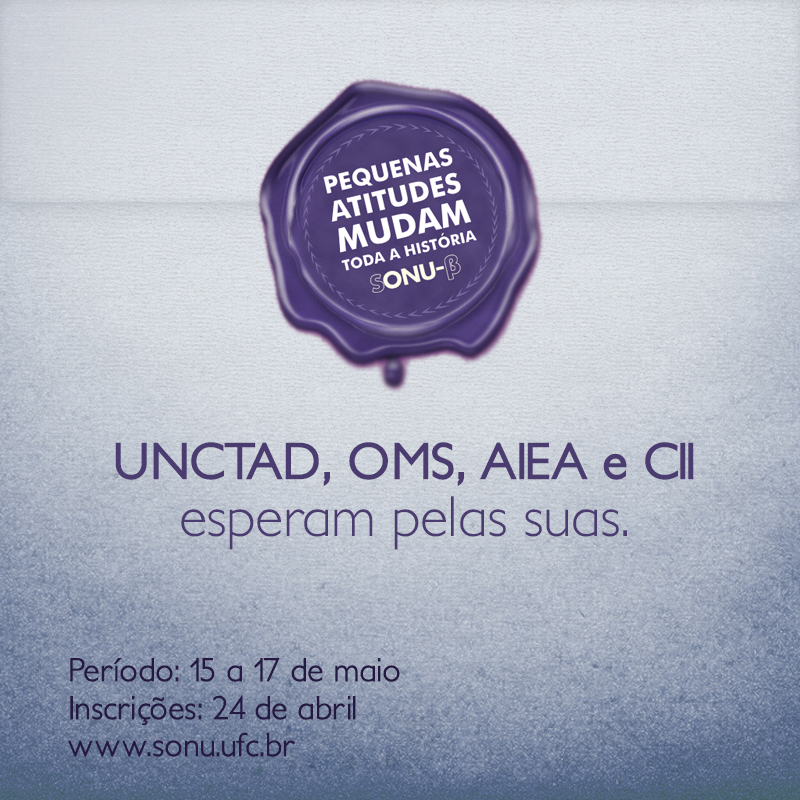 PEQUENAS
ATITUDES
MUDAM
TODA A HISTÓRIA
SONU-β
UNCTAD, OMS, AIEA e CII
esperam pelas suas.
Período: 15 a 17 de maio
Inscrições: 24 de abril
www.sonu.ufc.br